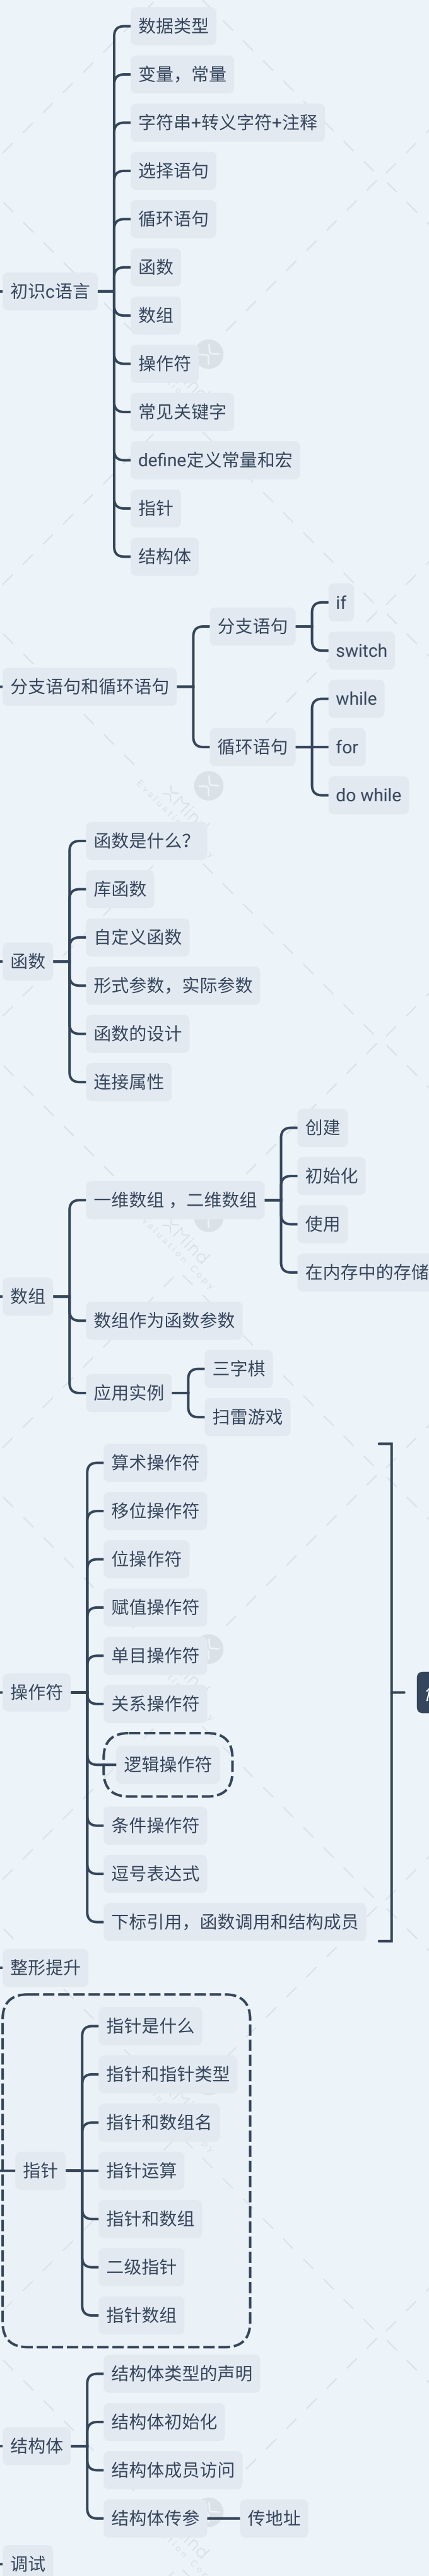 数据类型
变量，常量
字符串+转义字符+注释
选择语句
循环语句
初识c语言
函数
数组
操作符
常见关键字
define定义常量和宏
指针
结构体
分支语句和循环语句
分支语句
if
switch
循环语句
while
for
do while
函数
函数是什么？
库函数
自定义函数
形式参数，实际参数
函数的设计
连接属性
数组
一维数组 ，二维数组
创建
初始化
使用
在内存中的存储
数组作为函数参数
应用实例
三字棋
扫雷游戏
操作符
算术操作符
移位操作符
位操作符
赋值操作符
单目操作符
关系操作符
逻辑操作符
条件操作符
逗号表达式
下标引用，函数调用和结构成员
整形提升
指针
指针是什么
指针和指针类型
指针和数组名
指针运算
指针和数组
二级指针
指针数组
结构体
结构体类型的声明
结构体初始化
结构体成员访问
结构体传参
传地址
调试
XMind
Evaluation Copy